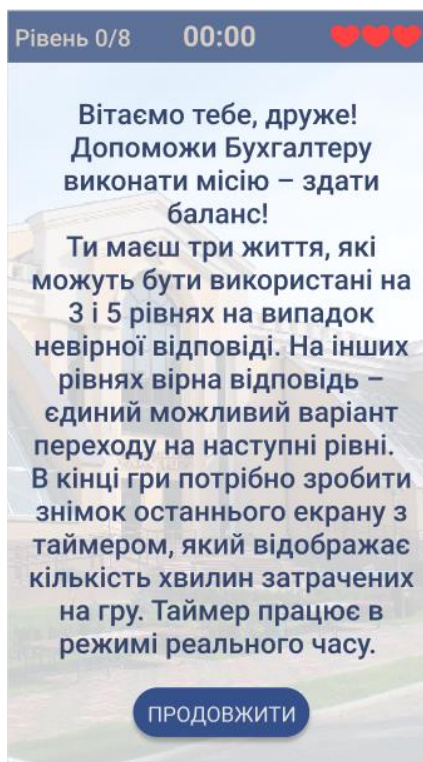 Рівень 0/8 00:00
Вітаємо тебе, друже!
Допоможи Бухгалтеру
виконати місію – здати
баланс!
Ти маєш три життя, які
можуть бути використані на
3 і 5 рівнях на випадок
невірної відповіді. На інших
рівнях вірна відповідь –
єдиний можливий варіант
переходу на наступні рівні.
В кінці гри потрібно зробити
знімок останнього екрану з
таймером, який відображає
кількість хвилин затрачених
на гру. Таймер працює в
режимі реального часу.
ПРОДОВЖИТИ